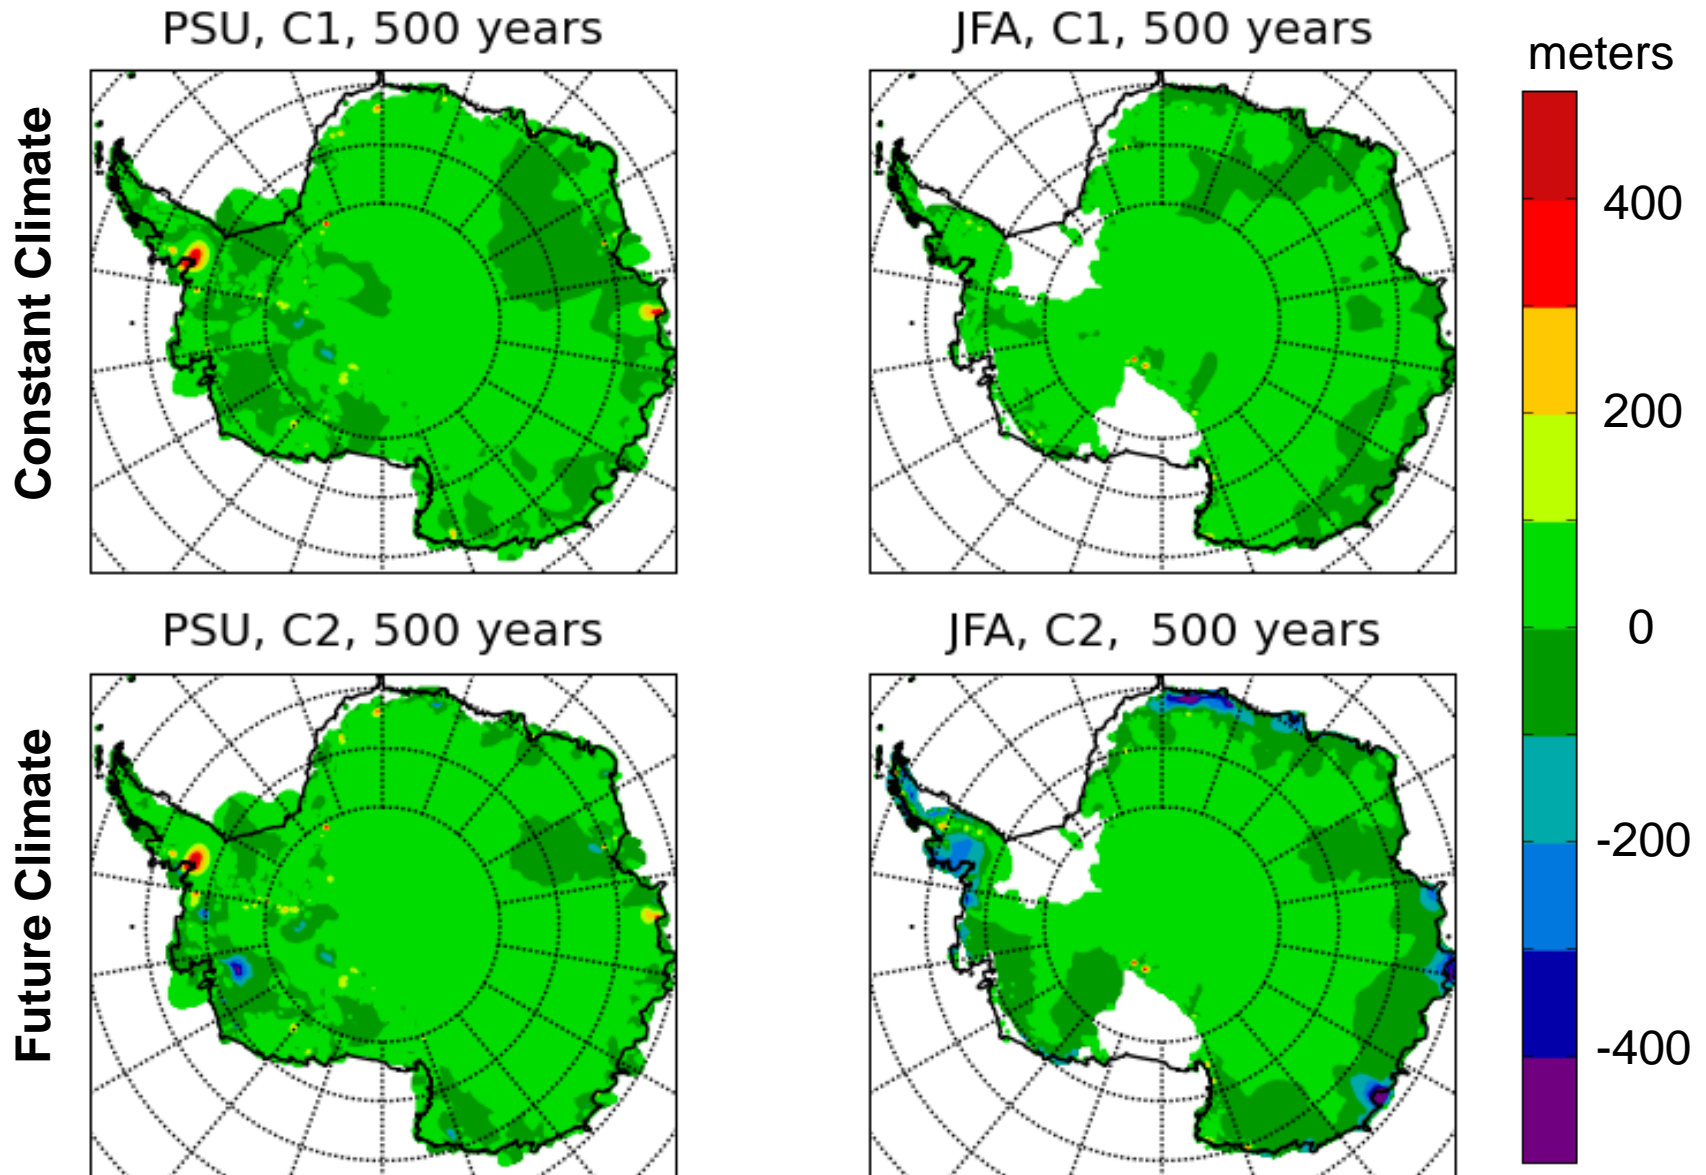 PSU, C1, 500 years
JFA, C1, 500 years
meters
Constant Climate
400
200
0
-200
-400
PSU, C2, 500 years
JFA, C2,  500 years
Future Climate